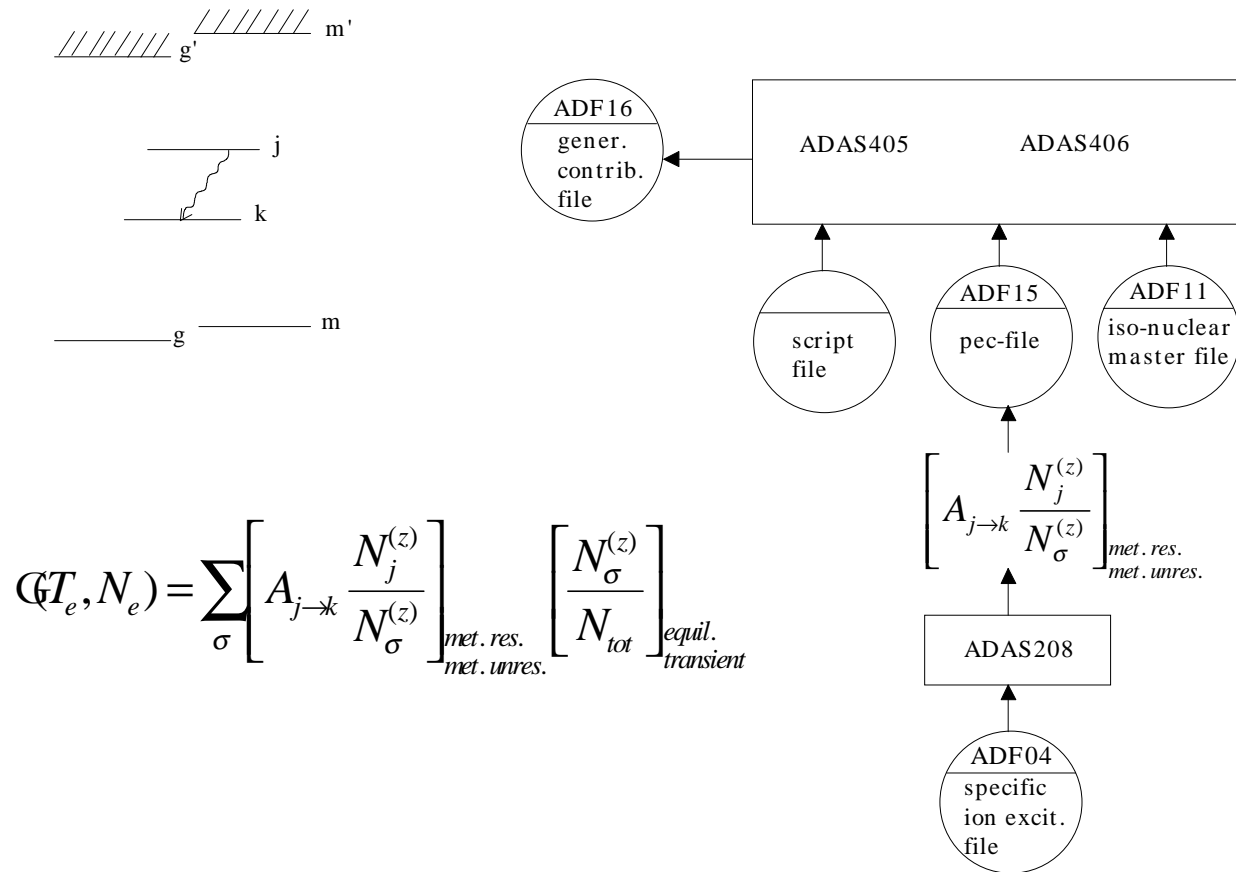 m'
g'
j
k
m
g
ADF16
gener.
contrib.
file
ADAS405 ADAS406
script
file
ADF15
pec-file
ADF11
iso-nuclear
master file
[A_{j→k} N_j^{(z)} / N_σ^{(z)}] met. res. met. unres.
G(T_e, N_e) = Σ_σ [A_{j→k} N_j^{(z)} / N_σ^{(z)}] met. res. met. unres. [N_σ^{(z)} / N_{tot}] equil. transient
ADAS208
ADF04
specific
ion excit.
file